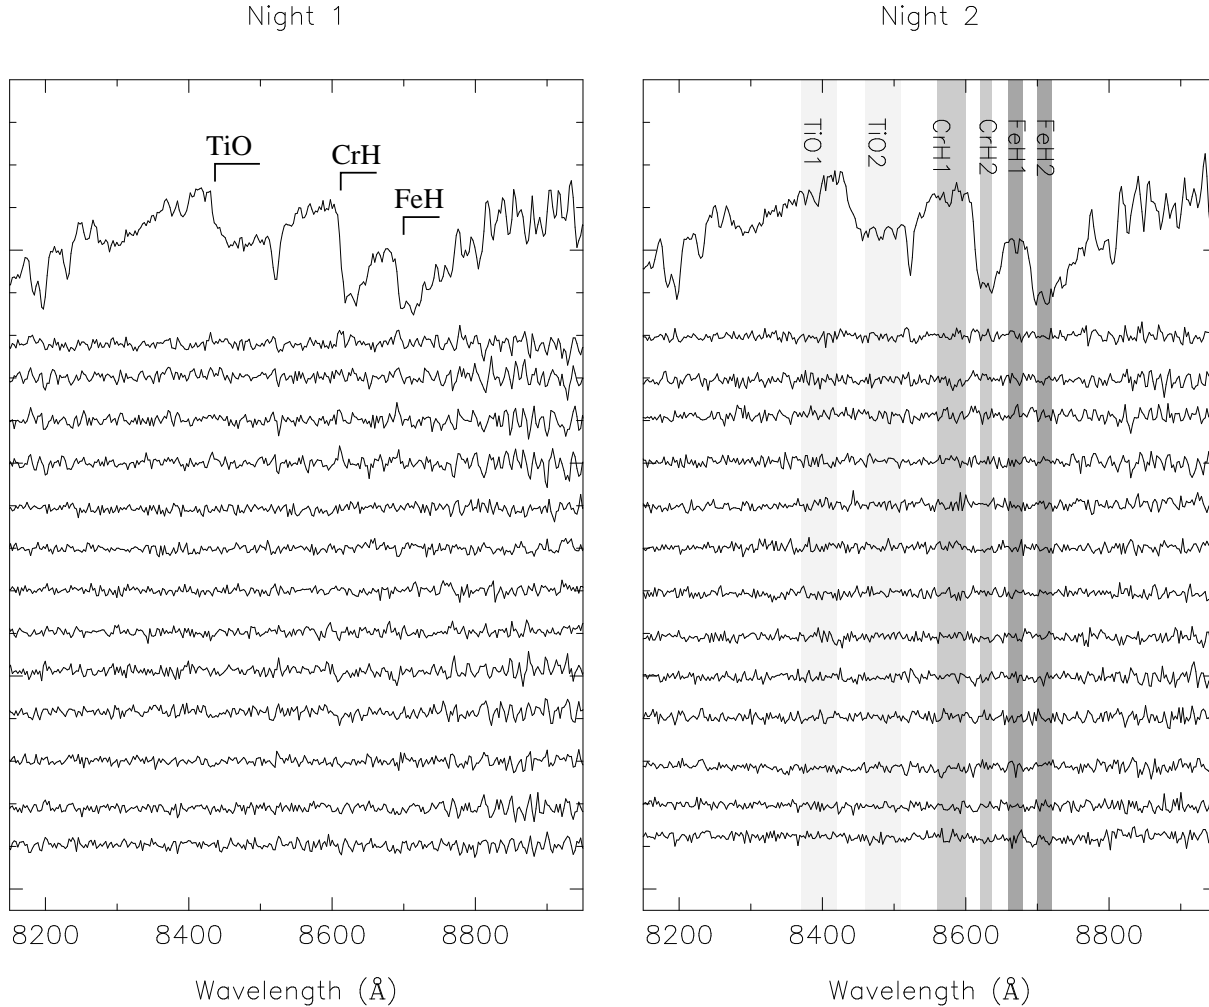 Night 1
Night 2
TiO
CrH
FeH
TiO1
TiO2
CrH1
CrH2
FeH1
FeH2
8200 8400 8600 8800
8200 8400 8600 8800
Wavelength (Å)
Wavelength (Å)